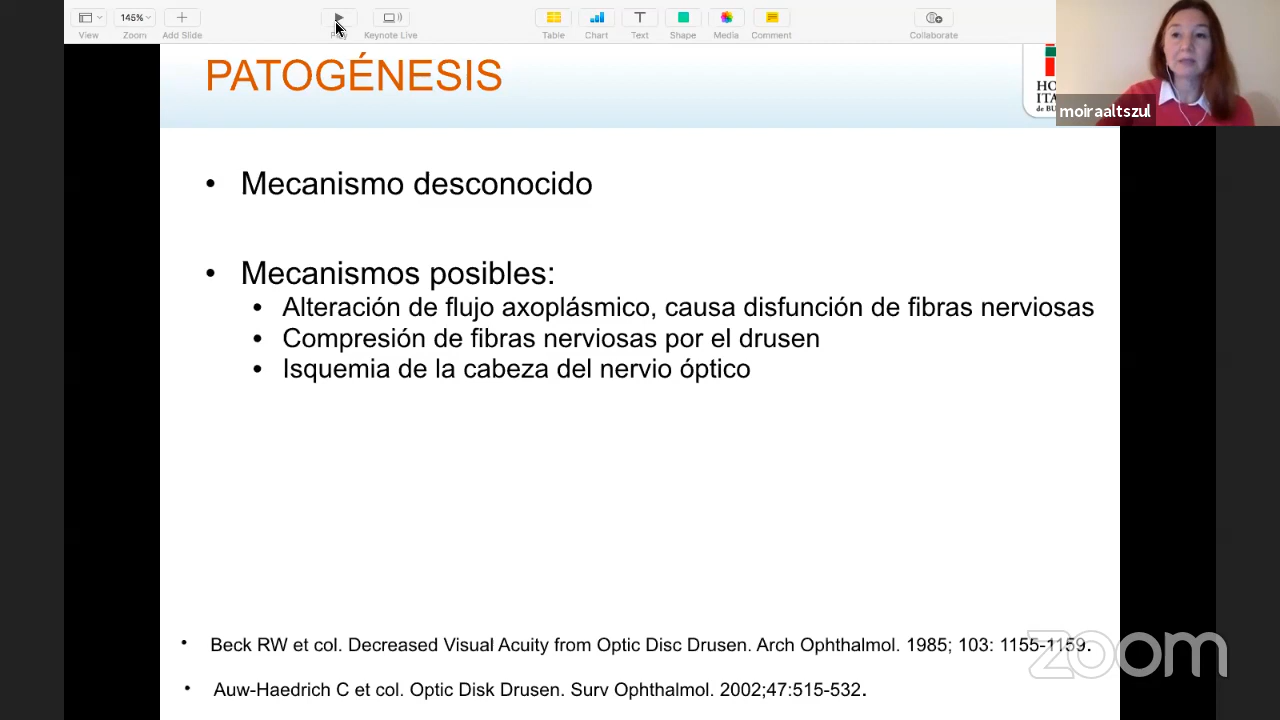 145%
View
Zoom
Add Slide
Keynote Live
Table
Chart
Text
Shape
Media
Comment
Collaborate
PATOGÉNESIS
moiraaltszul
• Mecanismo desconocido
• Mecanismos posibles:
• Alteración de flujo axoplásmico, causa disfunción de fibras nerviosas
• Compresión de fibras nerviosas por el drusen
• Isquemia de la cabeza del nervio óptico
• Beck RW et col. Decreased Visual Acuity from Optic Disc Drusen. Arch Ophthalmol. 1985; 103: 1155-1159.
• Auw-Haedrich C et col. Optic Disk Drusen. Surv Ophthalmol. 2002;47:515-532.
zoom